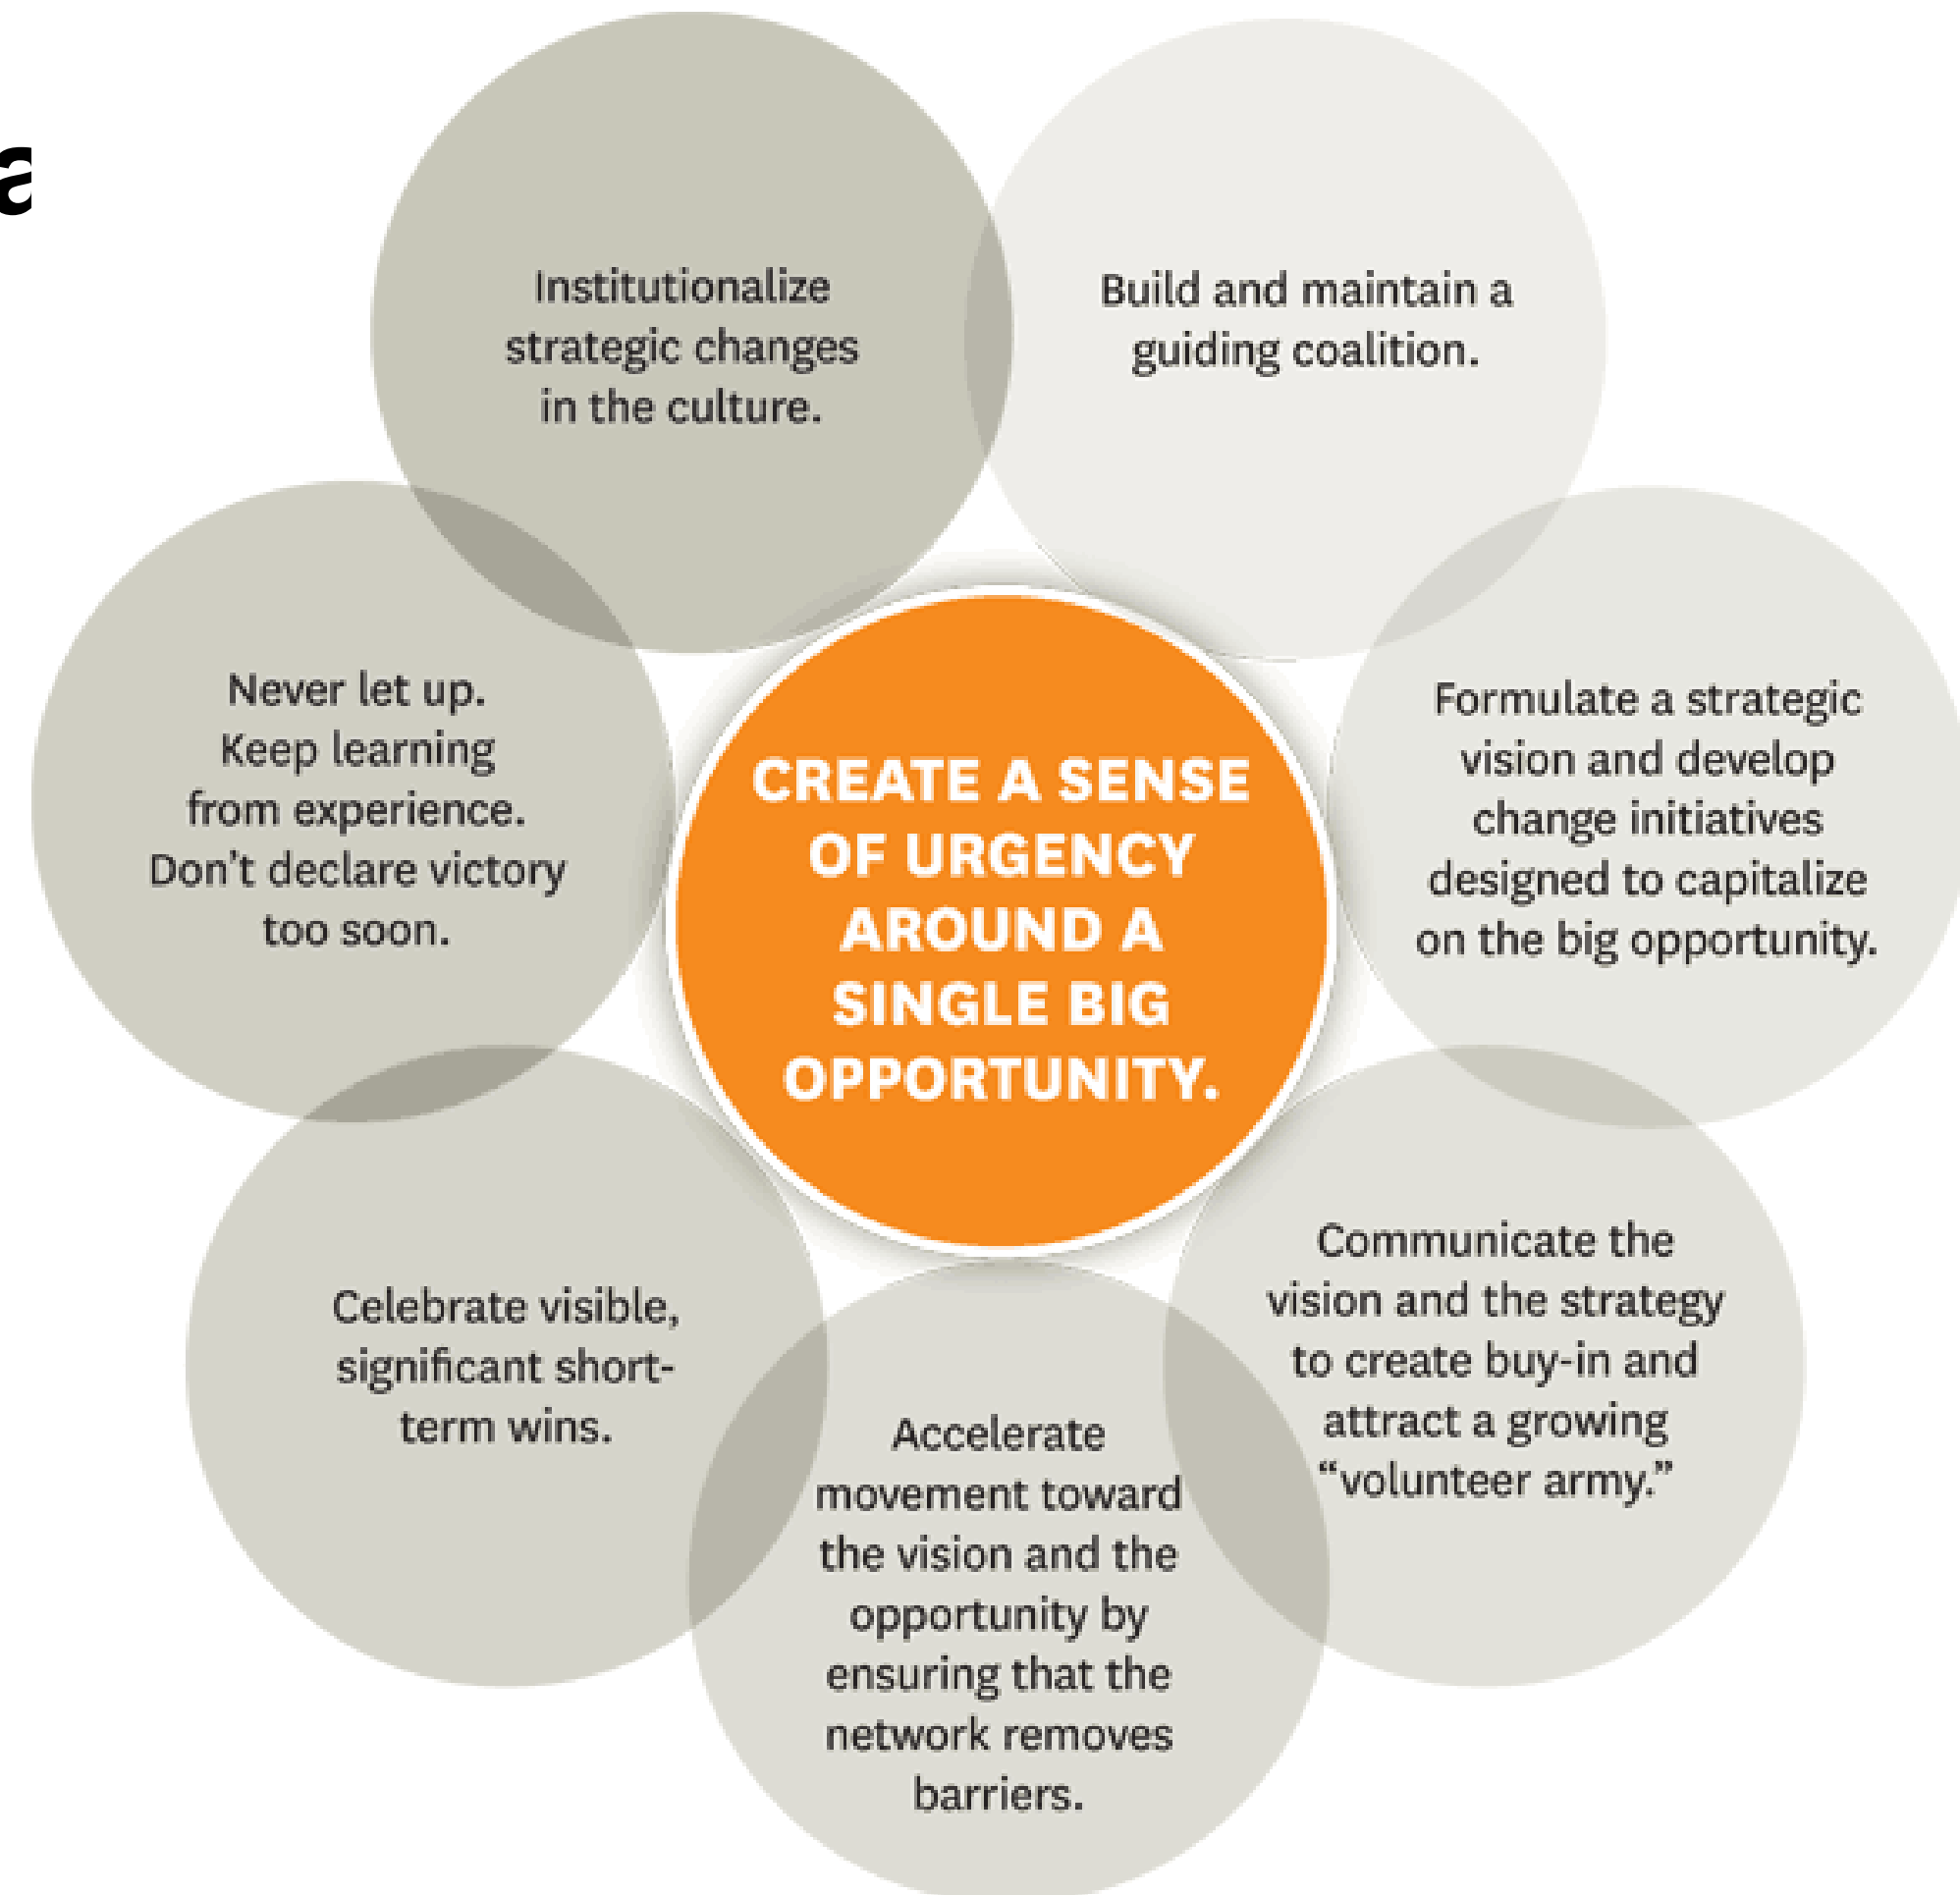 a
Institutionalize
strategic changes
in the culture.
Build and maintain a
guiding coalition.
Never let up.
Keep learning
from experience.
Don't declare victory
too soon.
CREATE A SENSE
OF URGENCY
AROUND A
SINGLE BIG
OPPORTUNITY.
Formulate a strategic
vision and develop
change initiatives
designed to capitalize
on the big opportunity.
Celebrate visible,
significant short-
term wins.
Accelerate
movement toward
the vision and the
opportunity by
ensuring that the
network removes
barriers.
Communicate the
vision and the strategy
to create buy-in and
attract a growing
“volunteer army.”